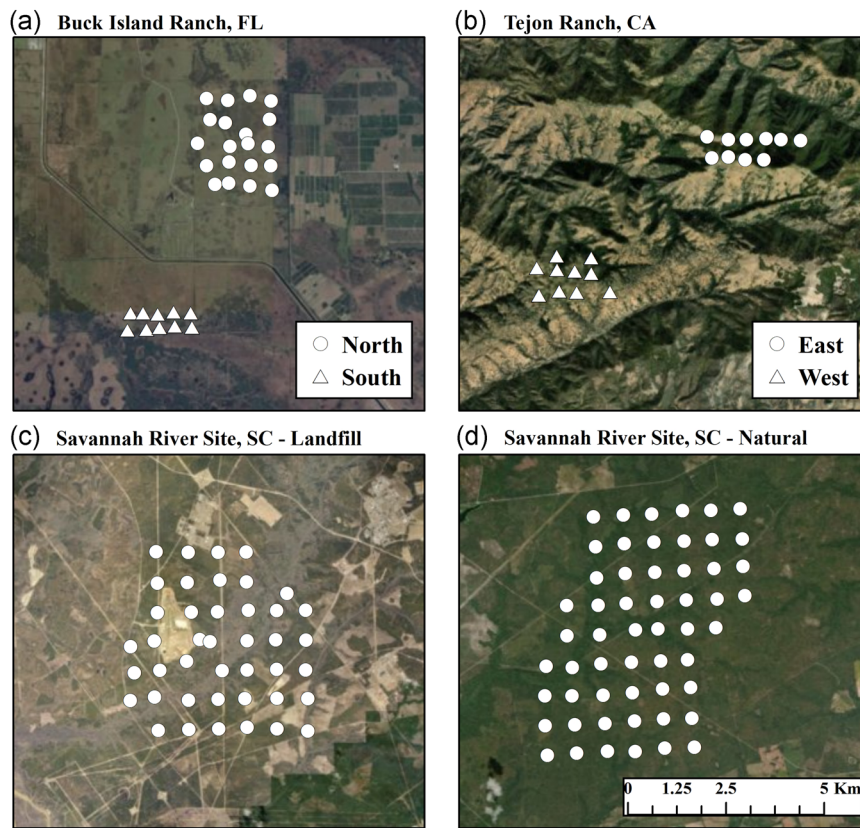 (a) Buck Island Ranch, FL
(b) Tejon Ranch, CA
North
South
East
West
(c) Savannah River Site, SC - Landfill
(d) Savannah River Site, SC - Natural
0 1.25 2.5 5 Km